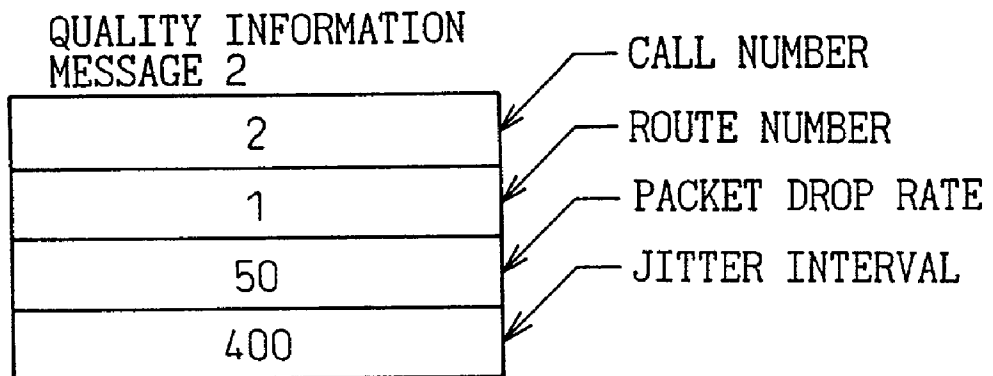 QUALITY INFORMATION
MESSAGE 2
CALL NUMBER
2
ROUTE NUMBER
1
PACKET DROP RATE
50
JITTER INTERVAL
400